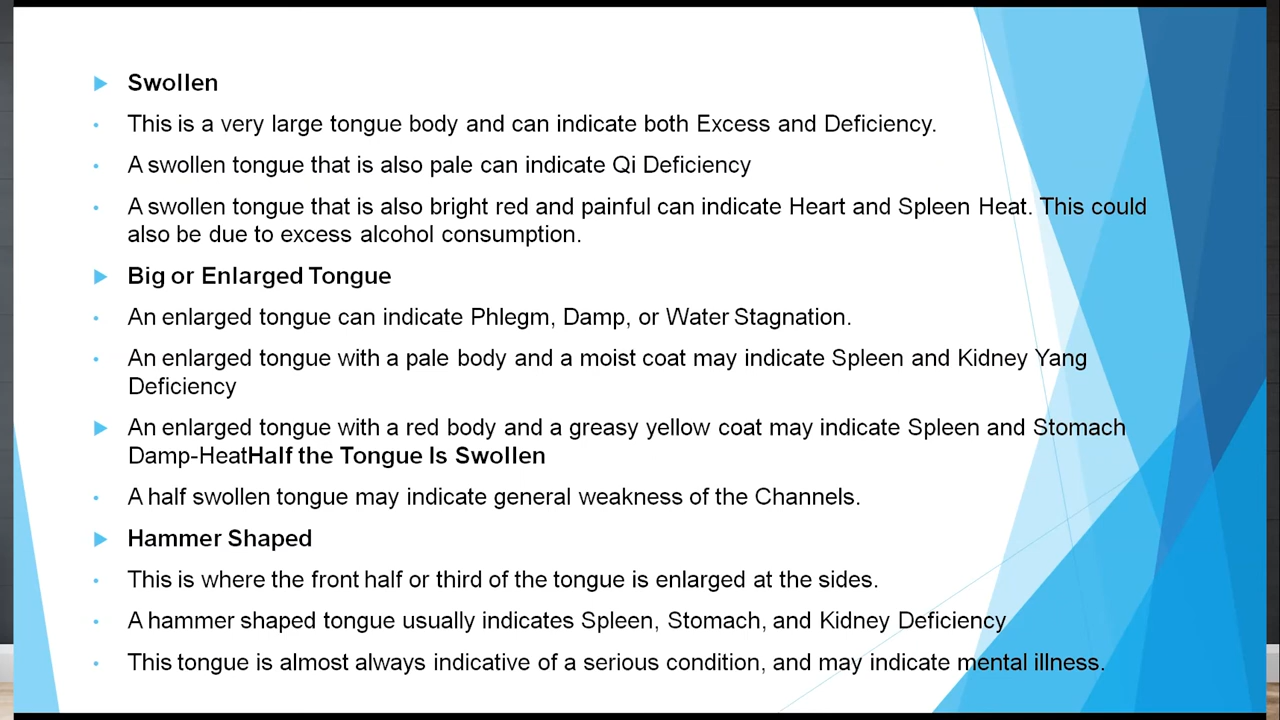 Swollen
This is a very large tongue body and can indicate both Excess and Deficiency.
A swollen tongue that is also pale can indicate Qi Deficiency
A swollen tongue that is also bright red and painful can indicate Heart and Spleen Heat. This could
also be due to excess alcohol consumption.
Big or Enlarged Tongue
An enlarged tongue can indicate Phlegm, Damp, or Water Stagnation.
An enlarged tongue with a pale body and a moist coat may indicate Spleen and Kidney Yang
Deficiency
An enlarged tongue with a red body and a greasy yellow coat may indicate Spleen and Stomach
Damp-HeatHalf the Tongue Is Swollen
A half swollen tongue may indicate general weakness of the Channels.
Hammer Shaped
This is where the front half or third of the tongue is enlarged at the sides.
A hammer shaped tongue usually indicates Spleen, Stomach, and Kidney Deficiency
This tongue is almost always indicative of a serious condition, and may indicate mental illness.